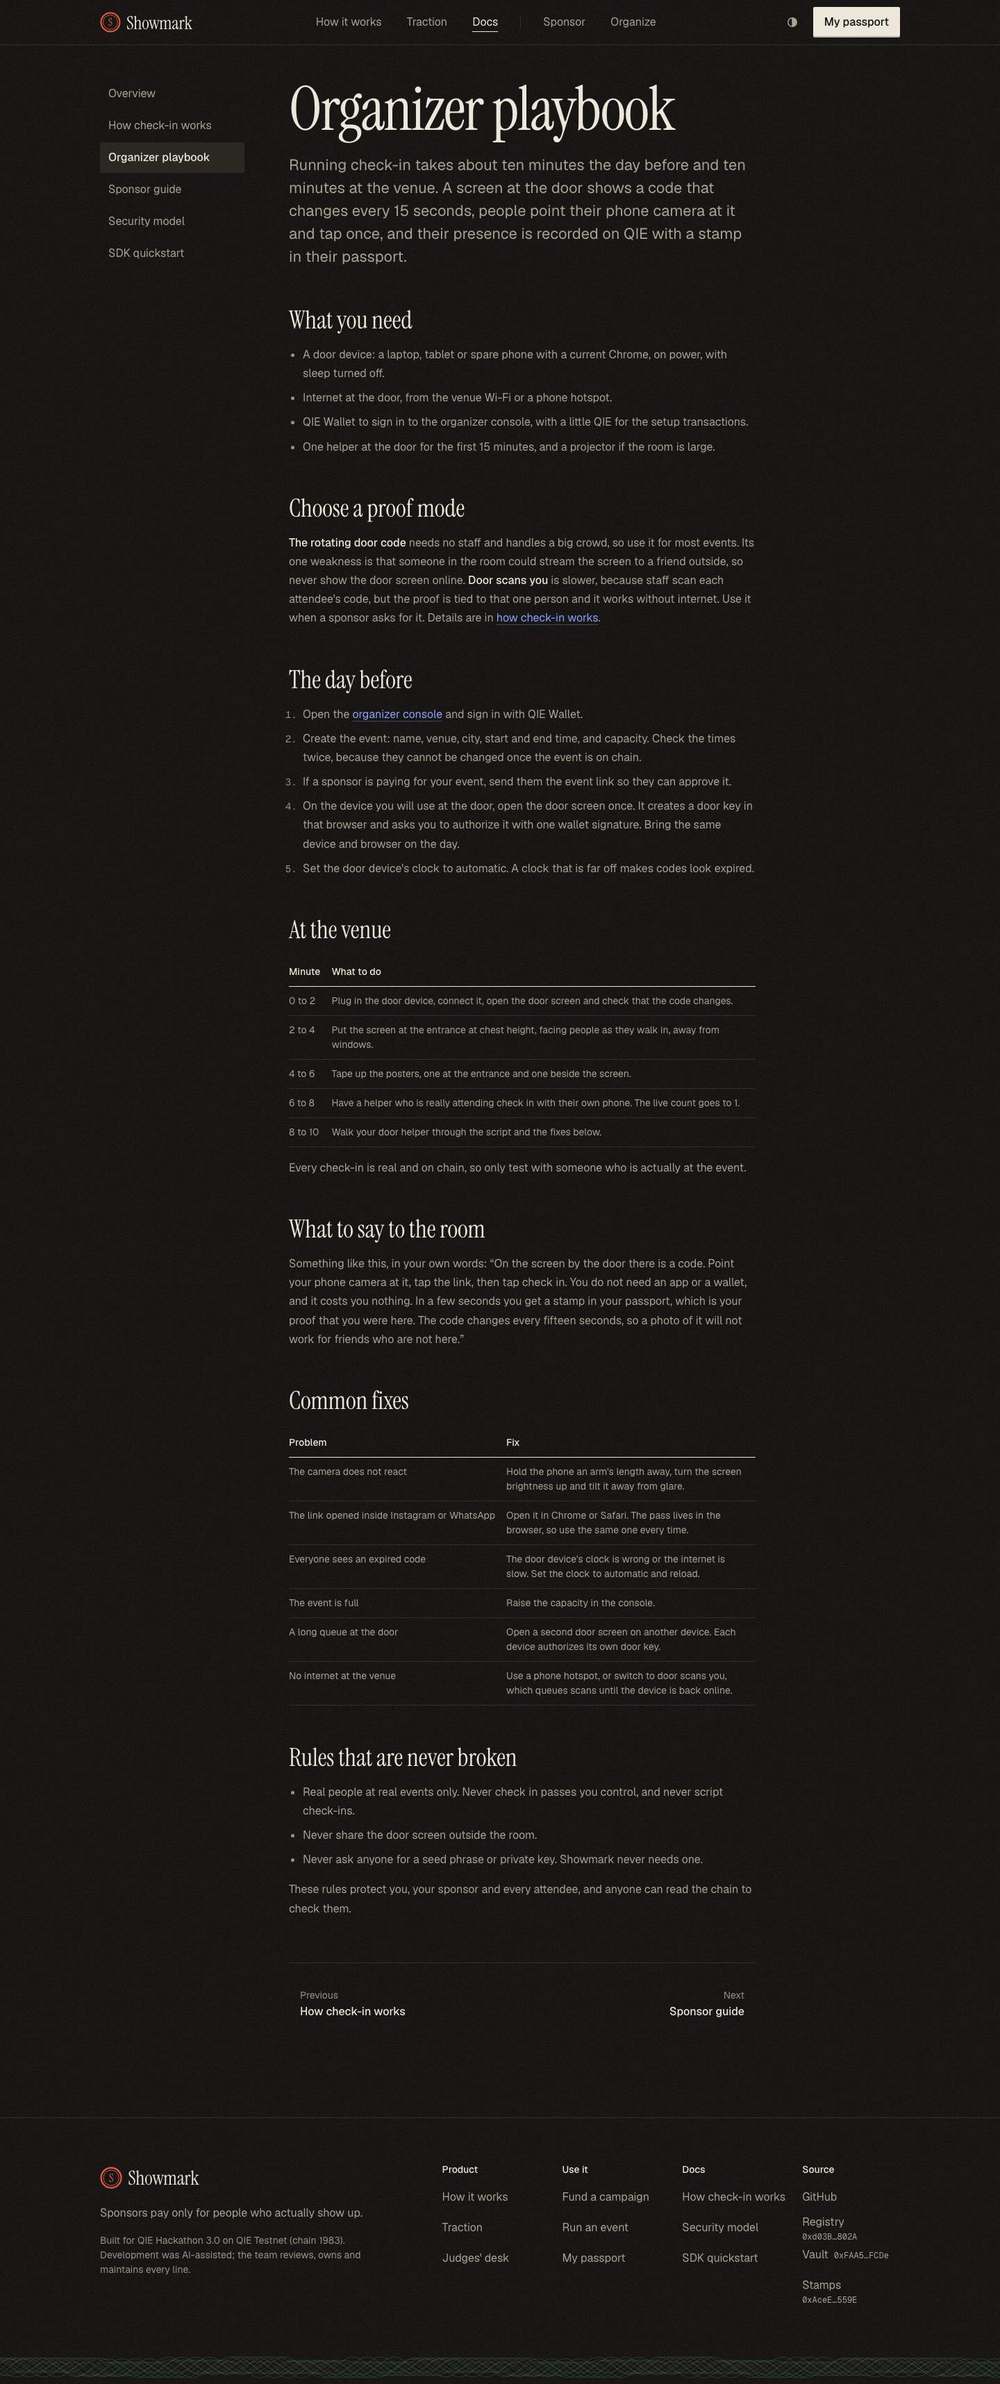 Showmark
How it works
Traction
Docs
Sponsor
Organize
My passport
Overview
How check-in works
Organizer playbook
Sponsor guide
Security model
SDK quickstart
Organizer playbook
Running check-in takes about ten minutes the day before and ten
minutes at the venue. A screen at the door shows a code that
changes every 15 seconds, people point their phone camera at it
and tap once, and their presence is recorded on QIE with a stamp
in their passport.
What you need
• A door device: a laptop, tablet or spare phone with a current Chrome, on power, with
sleep turned off.
• Internet at the door, from the venue Wi-Fi or a phone hotspot.
• QIE Wallet to sign in to the organizer console, with a little QIE for the setup transactions.
• One helper at the door for the first 15 minutes, and a projector if the room is large.
Choose a proof mode
The rotating door code needs no staff and handles a big crowd, so use it for most events. Its
one weakness is that someone in the room could stream the screen to a friend outside, so
never show the door screen online. Door scans you is slower, because staff scan each
attendee's code, but the proof is tied to that one person and it works without internet. Use it
when a sponsor asks for it. Details are in how check-in works.
The day before
1. Open the organizer console and sign in with QIE Wallet.
2. Create the event: name, venue, city, start and end time, and capacity. Check the times
twice, because they cannot be changed once the event is on chain.
3. If a sponsor is paying for your event, send them the event link so they can approve it.
4. On the device you will use at the door, open the door screen once. It creates a door key in
that browser and asks you to authorize it with one wallet signature. Bring the same
device and browser on the day.
5. Set the door device's clock to automatic. A clock that is far off makes codes look expired.
At the venue
Minute What to do
0 to 2 Plug in the door device, connect it, open the door screen and check that the code changes.
2 to 4 Put the screen at the entrance at chest height, facing people as they walk in, away from
windows.
4 to 6 Tape up the posters, one at the entrance and one beside the screen.
6 to 8 Have a helper who is really attending check in with their own phone. The live count goes to 1.
8 to 10 Walk your door helper through the script and the fixes below.
Every check-in is real and on chain, so only test with someone who is actually at the event.
What to say to the room
Something like this, in your own words: “On the screen by the door there is a code. Point
your phone camera at it, tap the link, then tap check in. You do not need an app or a wallet,
and it costs you nothing. In a few seconds you get a stamp in your passport, which is your
proof that you were here. The code changes every fifteen seconds, so a photo of it will not
work for friends who are not here.”
Common fixes
Problem Fix
The camera does not react Hold the phone an arm's length away, turn the screen
brightness up and tilt it away from glare.
The link opened inside Instagram or WhatsApp Open it in Chrome or Safari. The pass lives in the
browser, so use the same one every time.
Everyone sees an expired code The door device's clock is wrong or the internet is
slow. Set the clock to automatic and reload.
The event is full Raise the capacity in the console.
A long queue at the door Open a second door screen on another device. Each
device authorizes its own door key.
No internet at the venue Use a phone hotspot, or switch to door scans you,
which queues scans until the device is back online.
Rules that are never broken
• Real people at real events only. Never check in passes you control, and never script
check-ins.
• Never share the door screen outside the room.
• Never ask anyone for a seed phrase or private key. Showmark never needs one.
These rules protect you, your sponsor and every attendee, and anyone can read the chain to
check them.
Previous
How check-in works
Next
Sponsor guide
Showmark
Sponsors pay only for people who actually show up.
Built for QIE Hackathon 3.0 on QIE Testnet (chain 1983).
Development was AI-assisted; the team reviews, owns and
maintains every line.
Product
How it works
Traction
Judges' desk
Use it
Fund a campaign
Run an event
My passport
Docs
How check-in works
Security model
SDK quickstart
Source
GitHub
Registry
0xd03B…802A
Vault 0xFAA5…FCDe
Stamps
0xAceE…559E